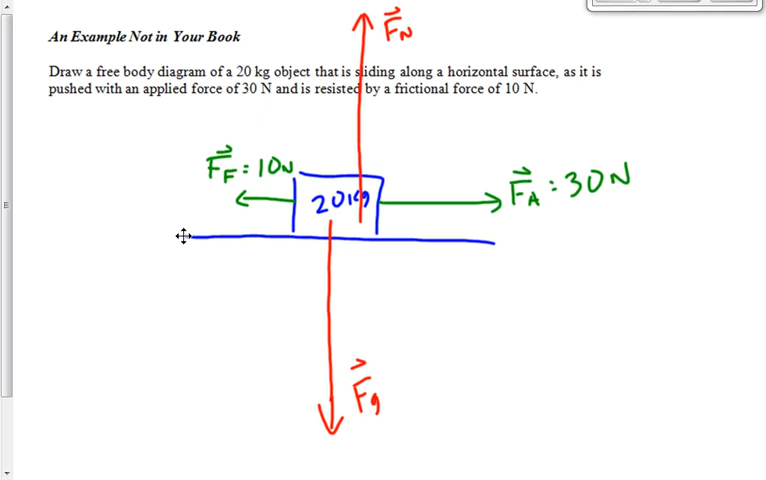 An Example Not in Your Book
Draw a free body diagram of a 20 kg object that is sliding along a horizontal surface, as it is
pushed with an applied force of 30 N and is resisted by a frictional force of 10 N.
F⃗N
F⃗F = 10N
20kg
F⃗A = 30N
F⃗g